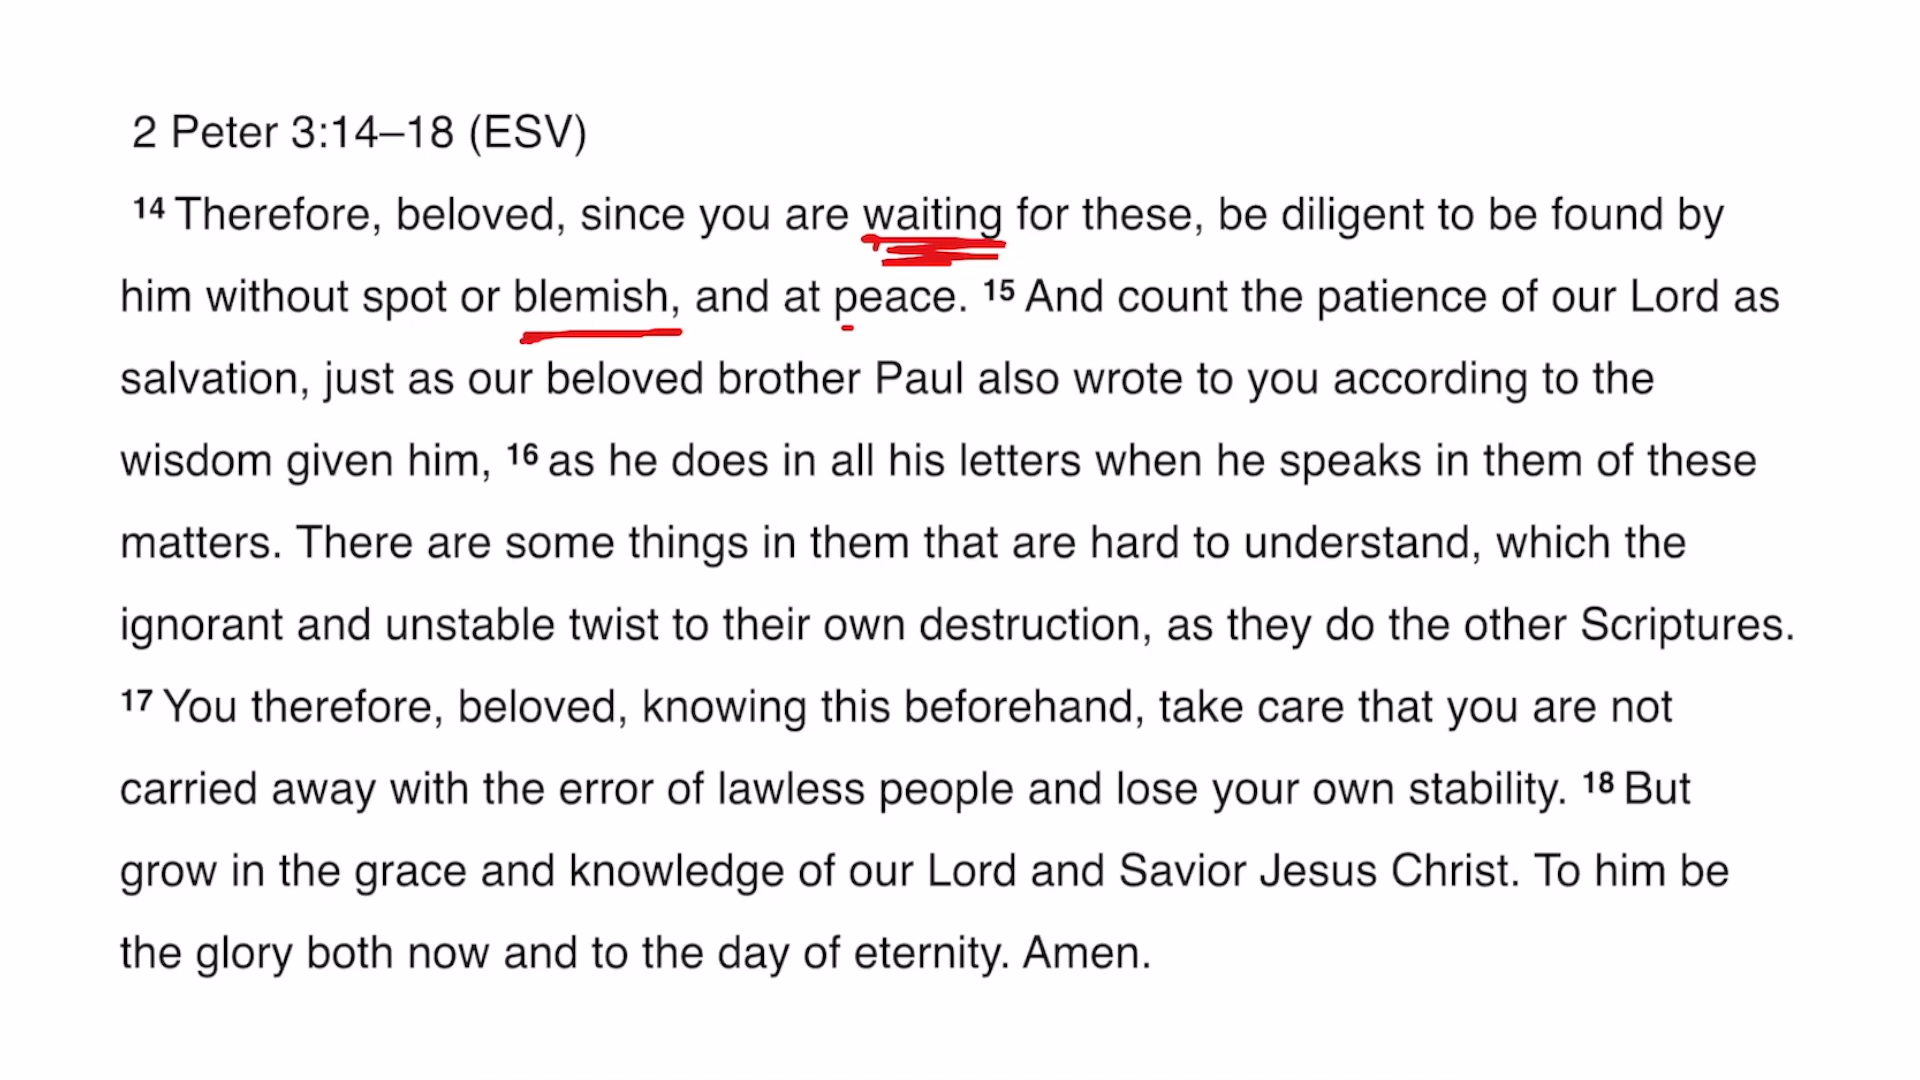 2 Peter 3:14–18 (ESV)
14 Therefore, beloved, since you are waiting for these, be diligent to be found by
him without spot or blemish, and at peace. 15 And count the patience of our Lord as
salvation, just as our beloved brother Paul also wrote to you according to the
wisdom given him, 16 as he does in all his letters when he speaks in them of these
matters. There are some things in them that are hard to understand, which the
ignorant and unstable twist to their own destruction, as they do the other Scriptures.
17 You therefore, beloved, knowing this beforehand, take care that you are not
carried away with the error of lawless people and lose your own stability. 18 But
grow in the grace and knowledge of our Lord and Savior Jesus Christ. To him be
the glory both now and to the day of eternity. Amen.